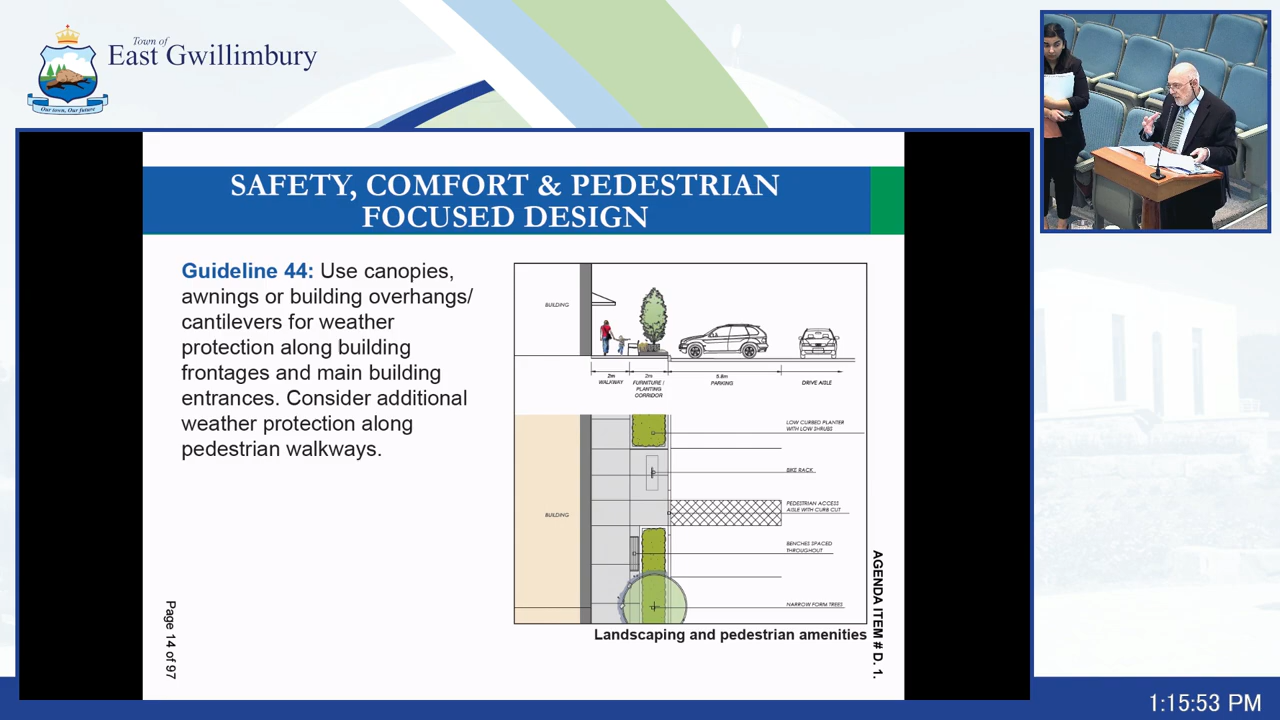 Town of
East Gwillimbury
Our town, Our future
SAFETY, COMFORT & PEDESTRIAN
FOCUSED DESIGN
Guideline 44: Use canopies,
awnings or building overhangs/
cantilevers for weather
protection along building
frontages and main building
entrances. Consider additional
weather protection along
pedestrian walkways.
BUILDING
2m
WALKWAY
2m
FURNITURE /
PLANTING
CORRIDOR
5.8m
PARKING
DRIVE AISLE
LOW CURBED PLANTER
WITH LOW SHRUBS
BIKE RACK
PEDESTRIAN ACCESS
AISLE WITH CURB CUT
BUILDING
BENCHES SPACED
THROUGHOUT
NARROW FORM TREES
Landscaping and pedestrian amenities
Page 14 of 97
AGENDA ITEM # D. 1.
1:15:53 PM